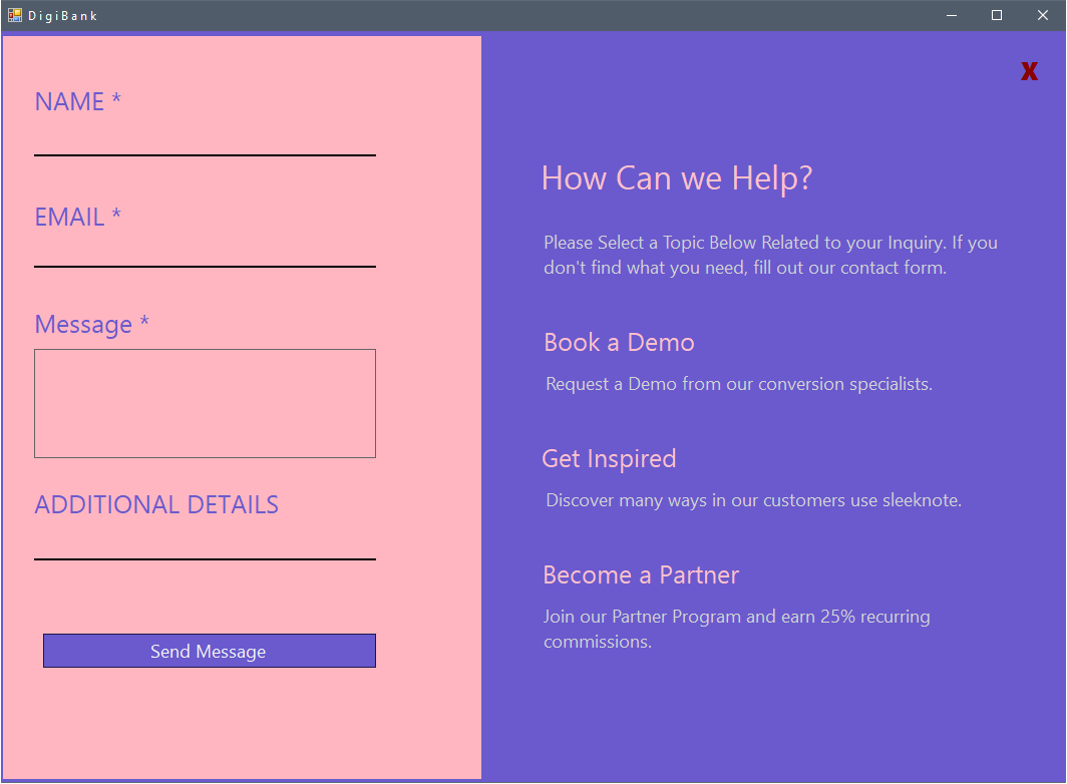 DigiBank
NAME *
EMAIL *
Message *
ADDITIONAL DETAILS
Send Message
X
How Can we Help?
Please Select a Topic Below Related to your Inquiry. If you
don't find what you need, fill out our contact form.
Book a Demo
Request a Demo from our conversion specialists.
Get Inspired
Discover many ways in our customers use sleeknote.
Become a Partner
Join our Partner Program and earn 25% recurring
commissions.